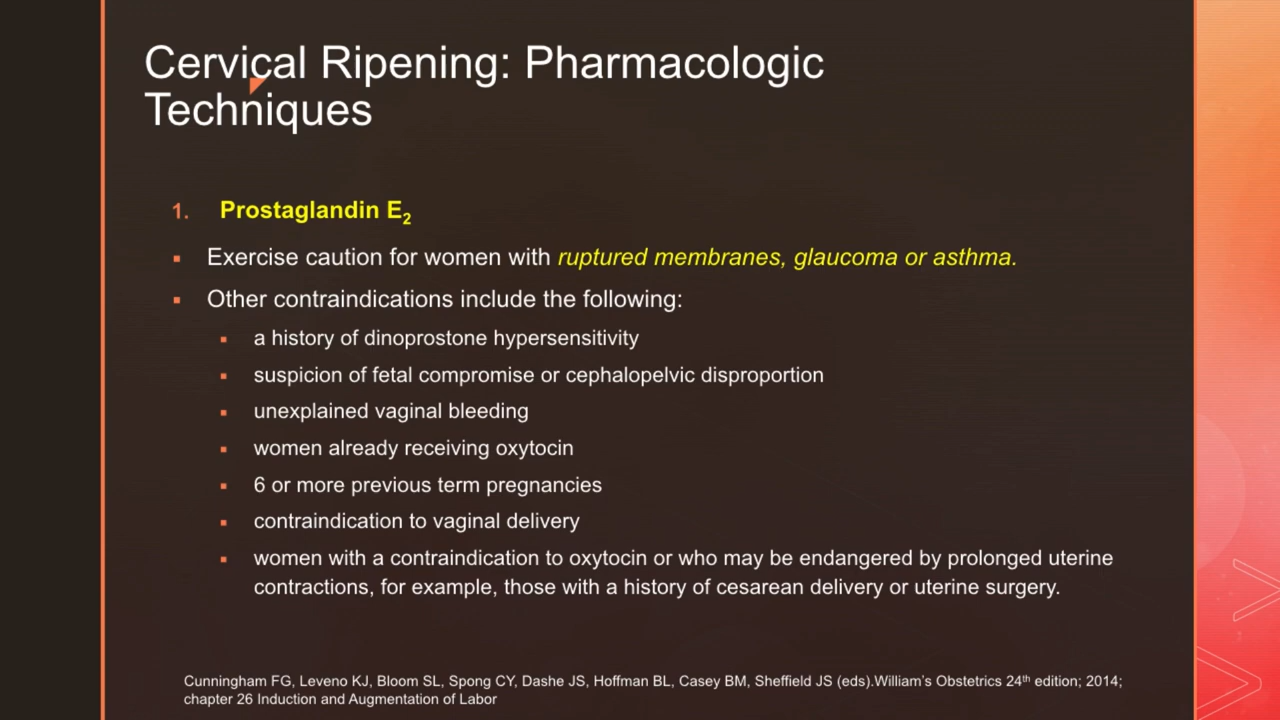 Cervical Ripening: Pharmacologic
Techniques
1. Prostaglandin E₂
▪ Exercise caution for women with ruptured membranes, glaucoma or asthma.
▪ Other contraindications include the following:
▪ a history of dinoprostone hypersensitivity
▪ suspicion of fetal compromise or cephalopelvic disproportion
▪ unexplained vaginal bleeding
▪ women already receiving oxytocin
▪ 6 or more previous term pregnancies
▪ contraindication to vaginal delivery
▪ women with a contraindication to oxytocin or who may be endangered by prolonged uterine
contractions, for example, those with a history of cesarean delivery or uterine surgery.
Cunningham FG, Leveno KJ, Bloom SL, Spong CY, Dashe JS, Hoffman BL, Casey BM, Sheffield JS (eds).William’s Obstetrics 24th edition; 2014;
chapter 26 Induction and Augmentation of Labor